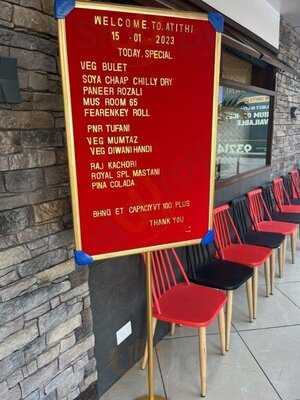 WELCOME.TO.ATITHI
15 -01 -2023
TODAY.SPECIAL
VEG BULET
SOYA CHAAP CHILLY DRY
PANEER ROZALI
MUS ROOM 65
FEARENKEY ROLL
PNR TUFANI
VEG MUMTAZ
VEG DIWANI HANDI
RAJ KACHORI
ROYAL SPL MASTANI
PINA COLADA
BHNQ ET CAPACIYVT 100 PLUS
THANK YOU
AVAILABLE